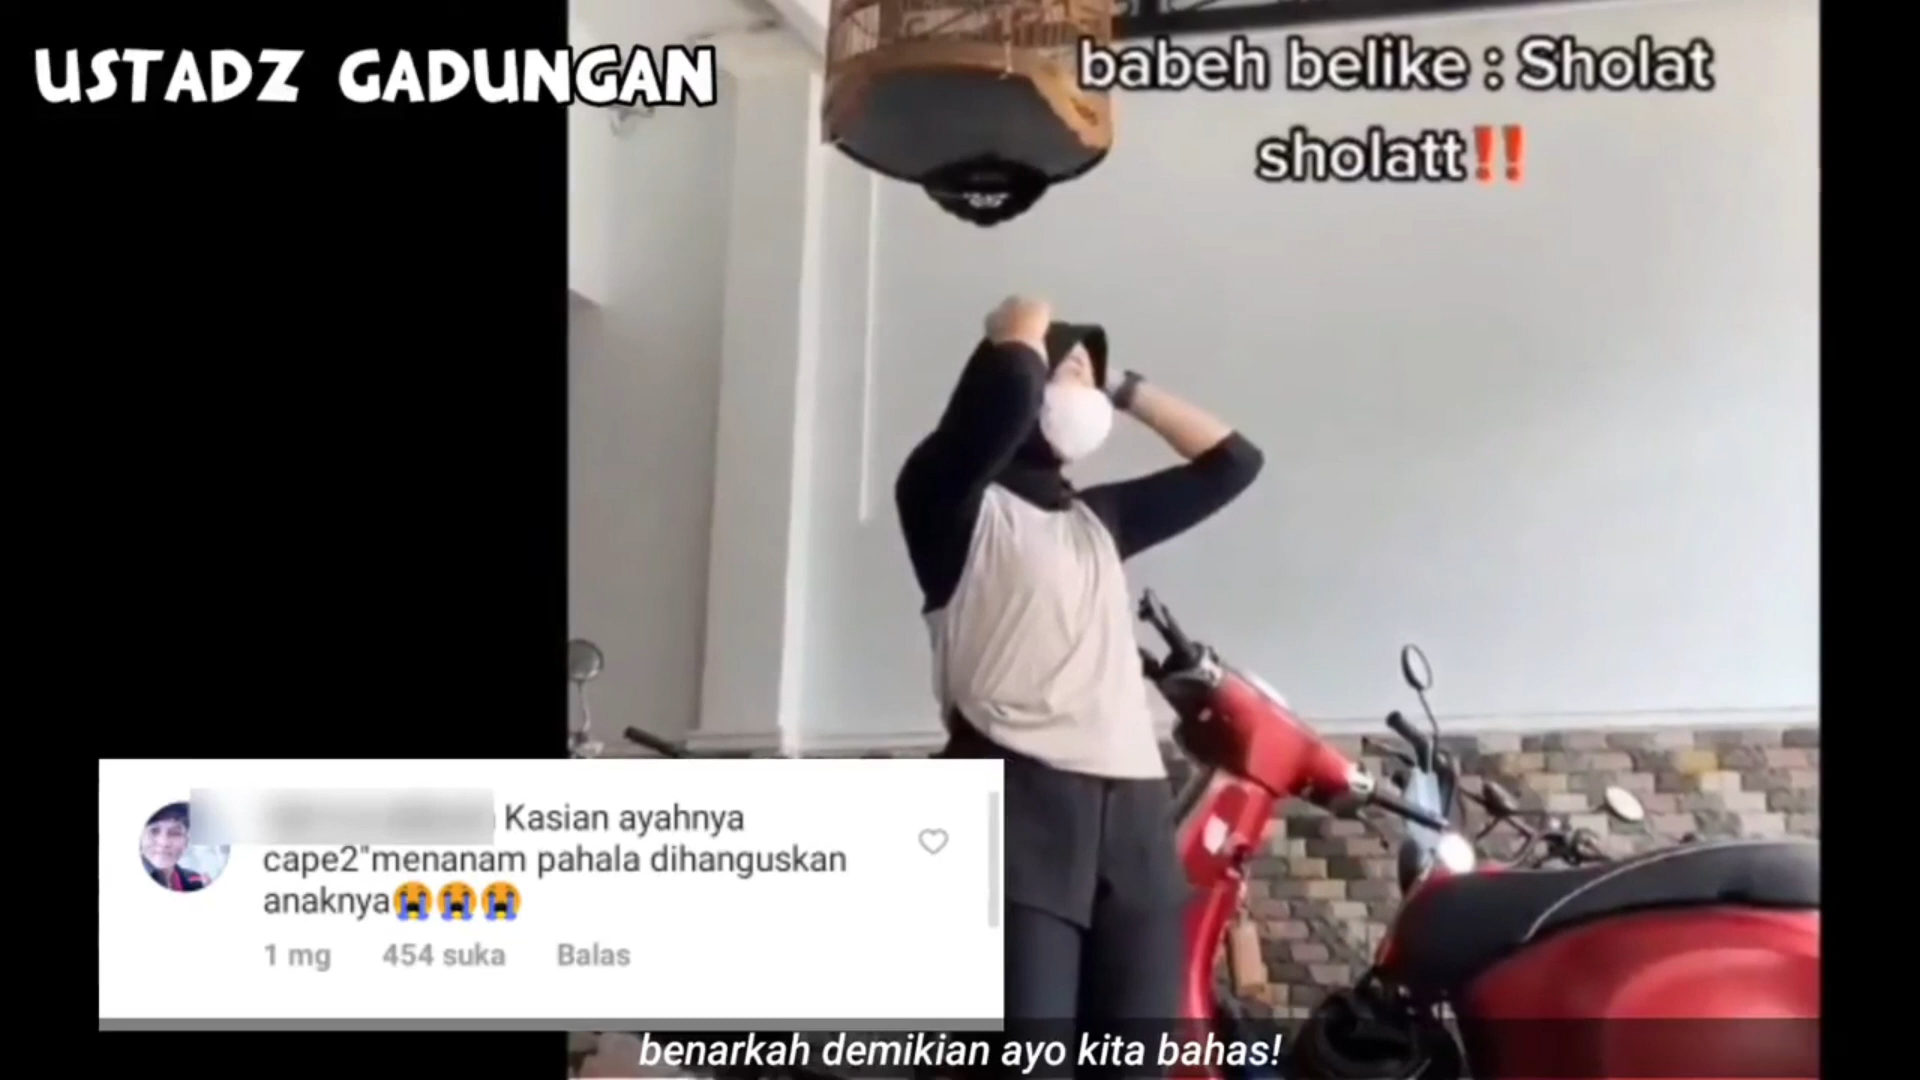 USTADZ GADUNGAN
babeh belike : Sholat
sholatt‼️
Kasian ayahnya
cape2"menanam pahala dihanguskan
anaknya😭😭😭
1 mg 454 suka Balas
benarkah demikian ayo kita bahas!